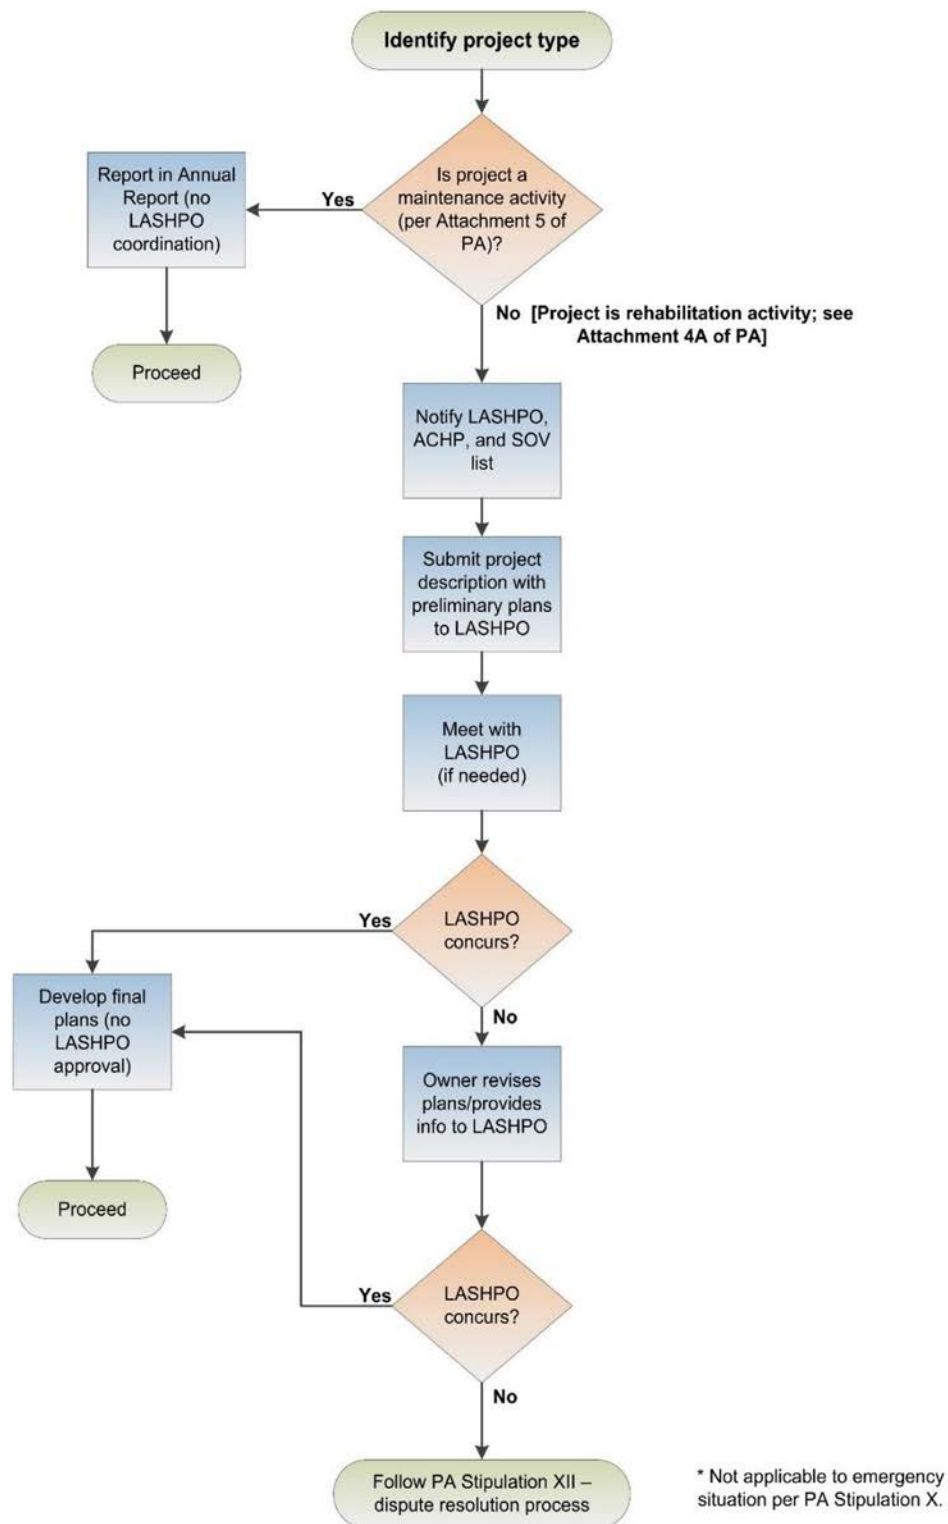 Identify project type
Is project a
maintenance activity
(per Attachment 5 of
PA)?
Yes
Report in Annual
Report (no
LASHPO
coordination)
Proceed
No [Project is rehabilitation activity; see
Attachment 4A of PA]
Notify LASHPO,
ACHP, and SOV
list
Submit project
description with
preliminary plans
to LASHPO
Meet with
LASHPO
(if needed)
LASHPO
concurs?
Yes
Develop final
plans (no
LASHPO
approval)
Proceed
No
Owner revises
plans/provides
info to LASHPO
LASHPO
concurs?
Yes
No
Follow PA Stipulation XII –
dispute resolution process
* Not applicable to emergency
situation per PA Stipulation X.